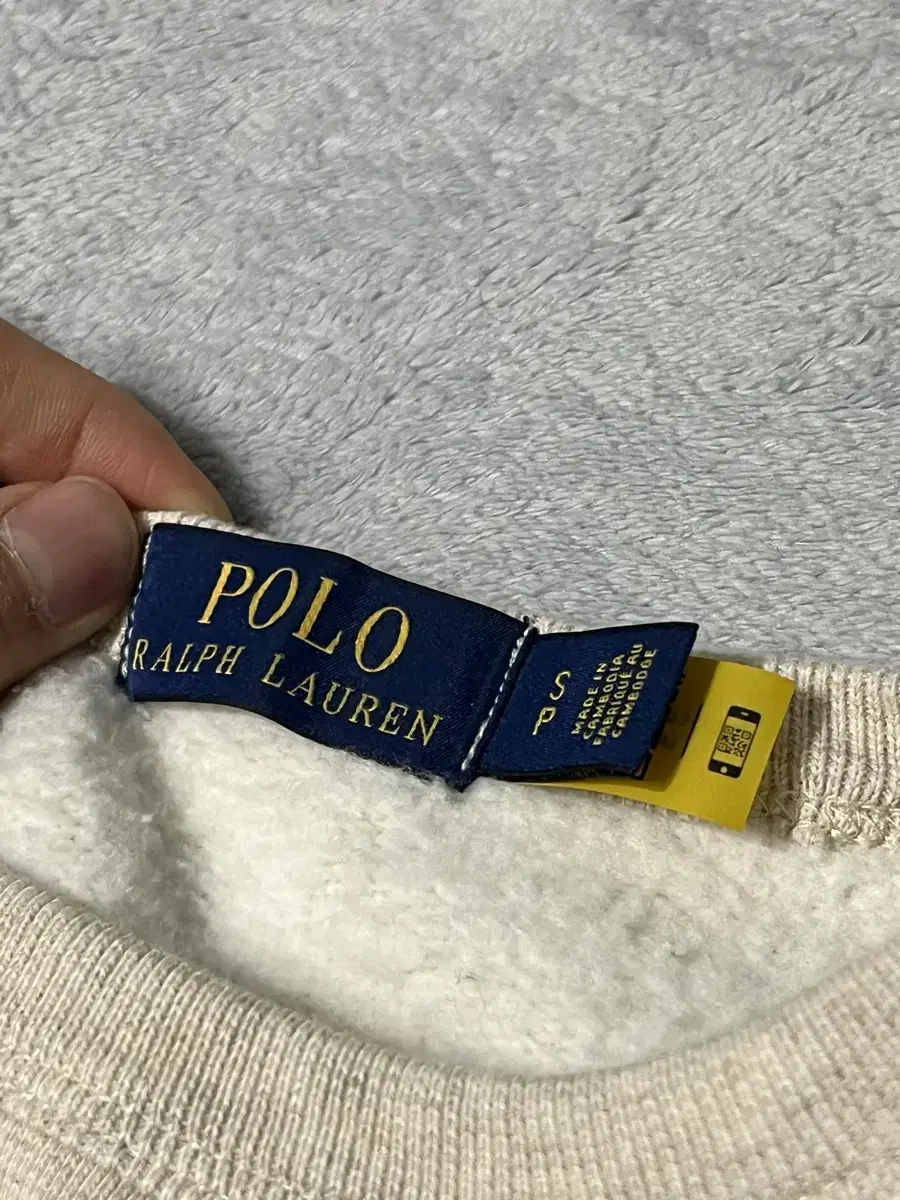 POLO
RALPH LAUREN
S
P
MADE IN
CAMBODIA
FABRIQUÉ AU
CAMBODGE